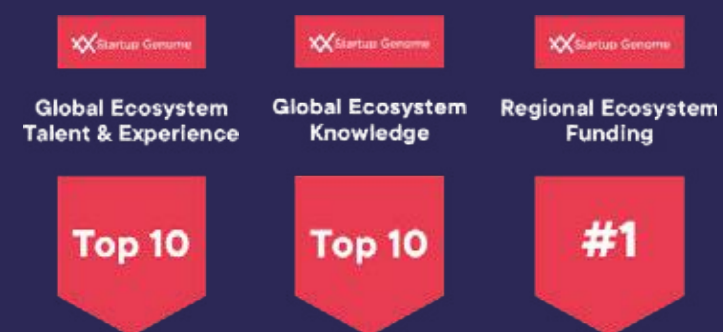 Startup Genome
Global Ecosystem
Talent & Experience
Top 10
Startup Genome
Global Ecosystem
Knowledge
Top 10
Startup Genome
Regional Ecosystem
Funding
#1